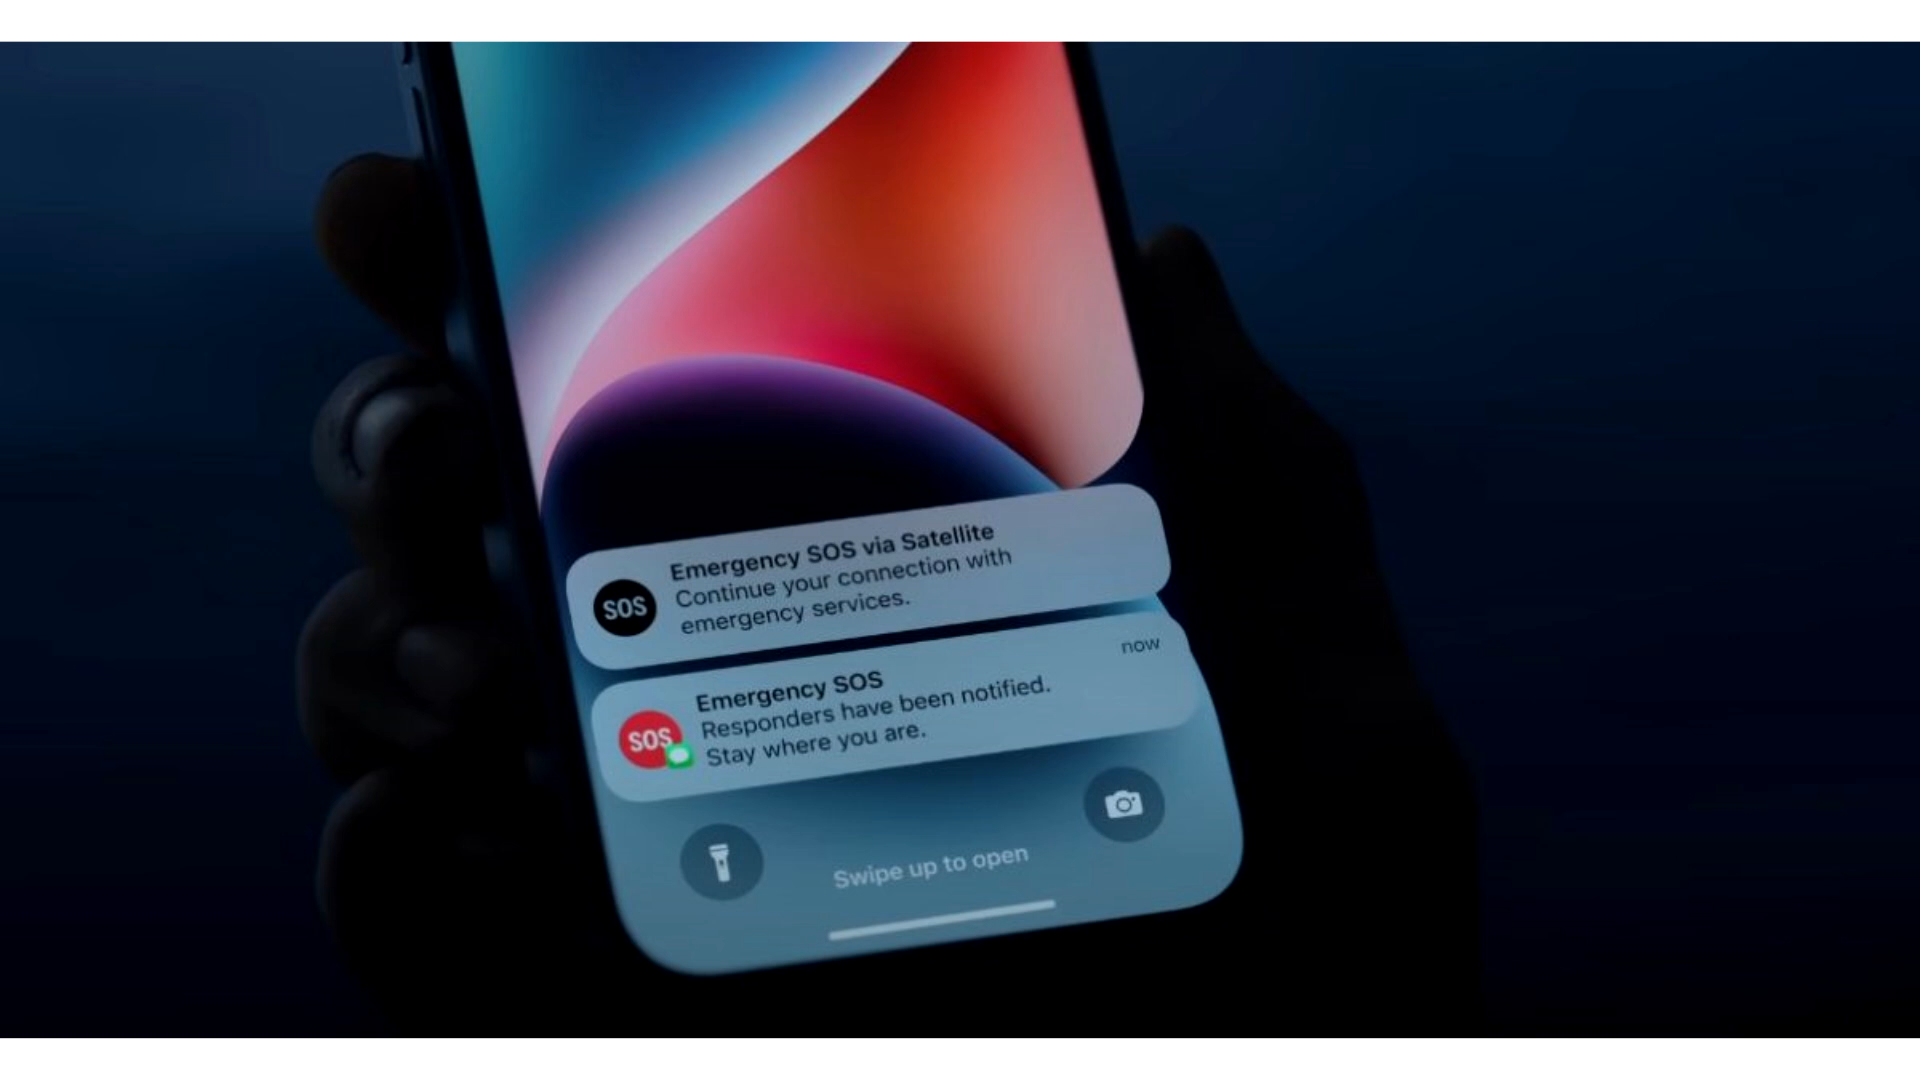 SOS
Emergency SOS via Satellite
Continue your connection with
emergency services.
SOS
Emergency SOS
now
Responders have been notified.
Stay where you are.
Swipe up to open